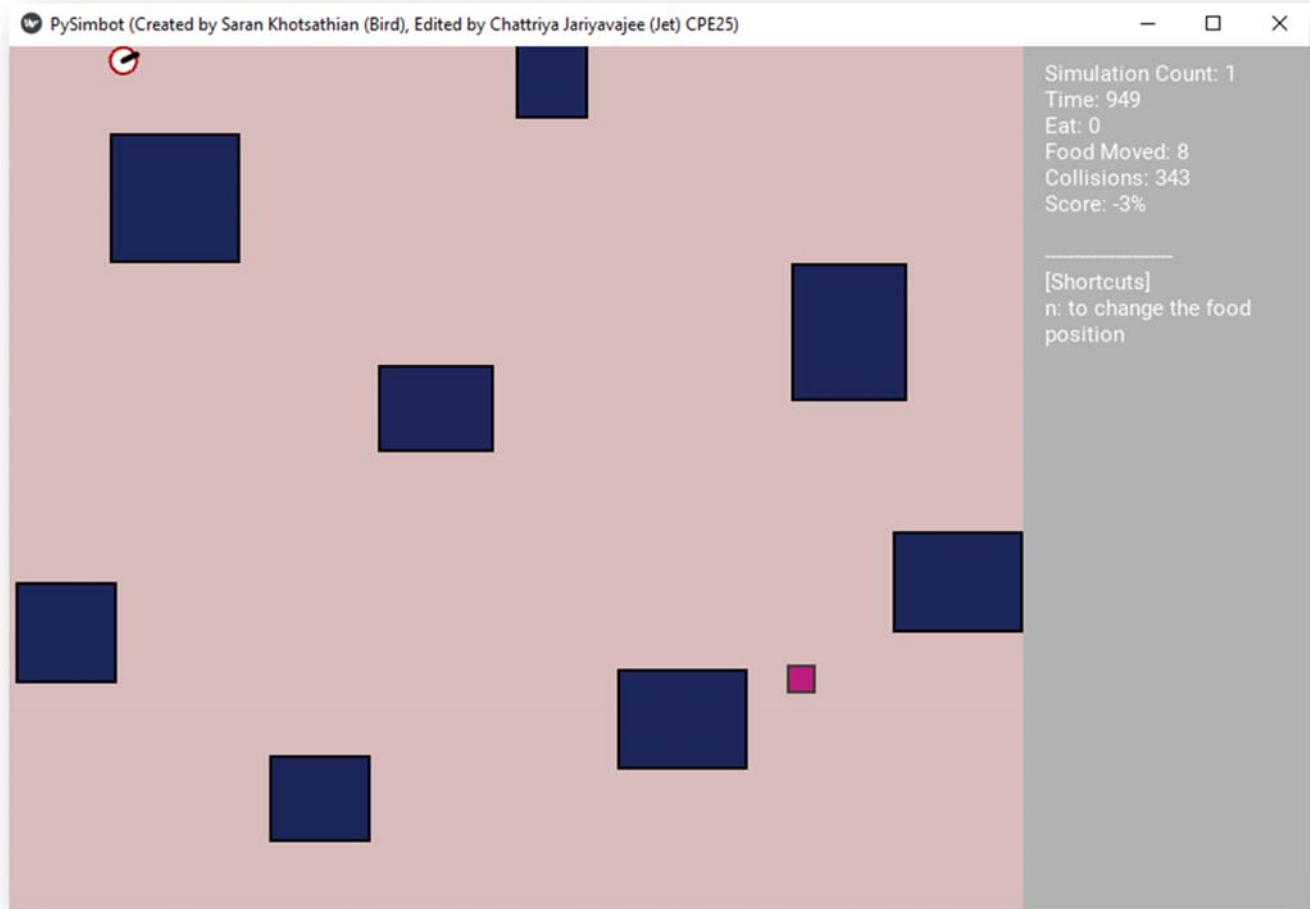 PySimbot (Created by Saran Khotsathian (Bird), Edited by Chattriya Jariyavajee (Jet) CPE25)
Simulation Count: 1
Time: 949
Eat: 0
Food Moved: 8
Collisions: 343
Score: -3%
--------------------
[Shortcuts]
n: to change the food
position